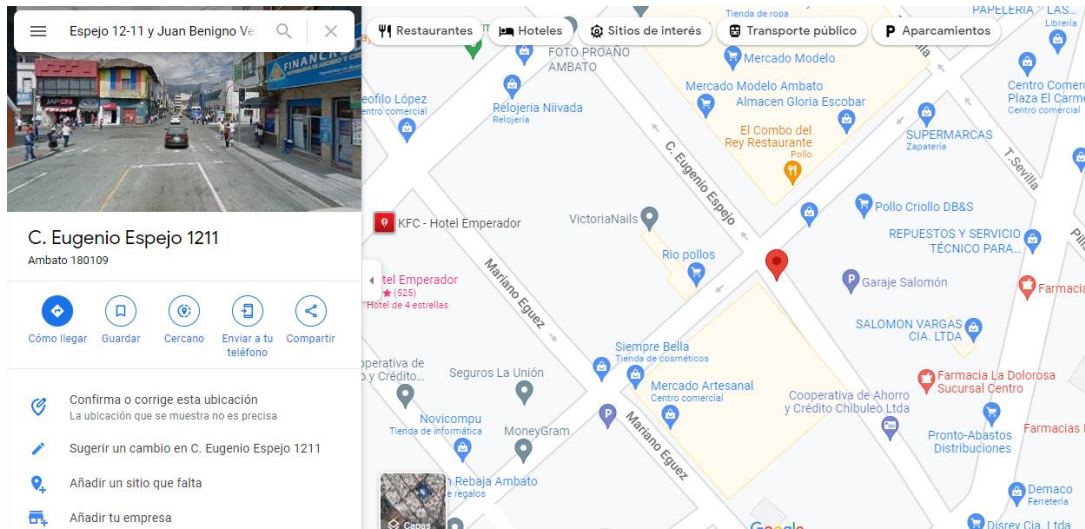 Espejo 12-11 y Juan Benigno Ve
JAPON
FINANCR
C. Eugenio Espejo 1211
Ambato 180109
Cómo llegar
Guardar
Cercano
Enviar a tu
teléfono
Compartir
Confirma o corrige esta ubicación
La ubicación que se muestra no es precisa
Sugerir un cambio en C. Eugenio Espejo 1211
Añadir un sitio que falta
Añadir tu empresa
Restaurantes
Hoteles
Sitios de interés
Transporte público
Aparcamientos
Tienda de ropa
PAPELERIA - LAS...
Librería
FOTO PROAÑO
AMBATO
Mercado Modelo
Sevilla
Centro Comerc
Plaza El Carme
Centro comercial
eofilo López
entro comercial
Relojeria Niivada
Relojería
Mercado Modelo Ambato
Almacen Gloria Escobar
El Combo del
Rey Restaurante
Pollo
SUPERMARCAS
Zapatería
T. Sevilla
C. Eugenio Espejo
Pollo Criollo DB&S
KFC - Hotel Emperador
VictoriaNails
REPUESTOS Y SERVICIO
TÉCNICO PARA...
Rio pollos
Mariano Eguez
tel Emperador
(525)
Hotel de 4 estrellas
P
Garaje Salomón
Farmacia
SALOMON VARGAS
CIA. LTDA
Siempre Bella
Tienda de cosméticos
operativa de
o y Crédito...
Seguros La Unión
Mercado Artesanal
Centro comercial
Farmacia La Dolorosa
Sucursal Centro
Cooperativa de Ahorro
y Crédito Chibuleo Ltda
P
Novicompu
Tienda de informática
MoneyGram
Mariano Eguez
Pronto-Abastos
Distribuciones
Farmacias
n Rebaja Ambato
e regalos
Capas
Google
Demaco
Ferretería
Disrey Cia. Ltda